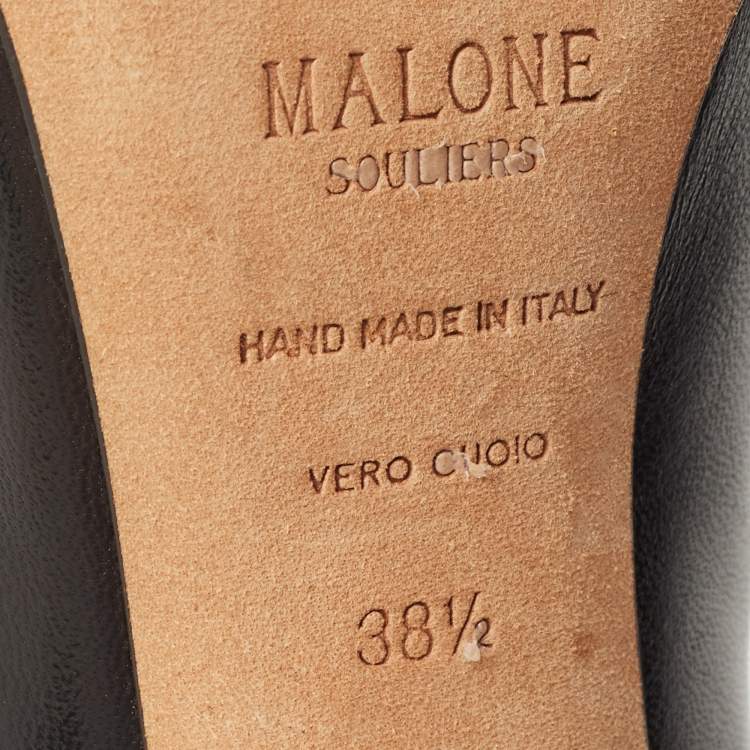 MALONE
SOULIERS
HAND MADE IN ITALY
VERO CUOIO
38½